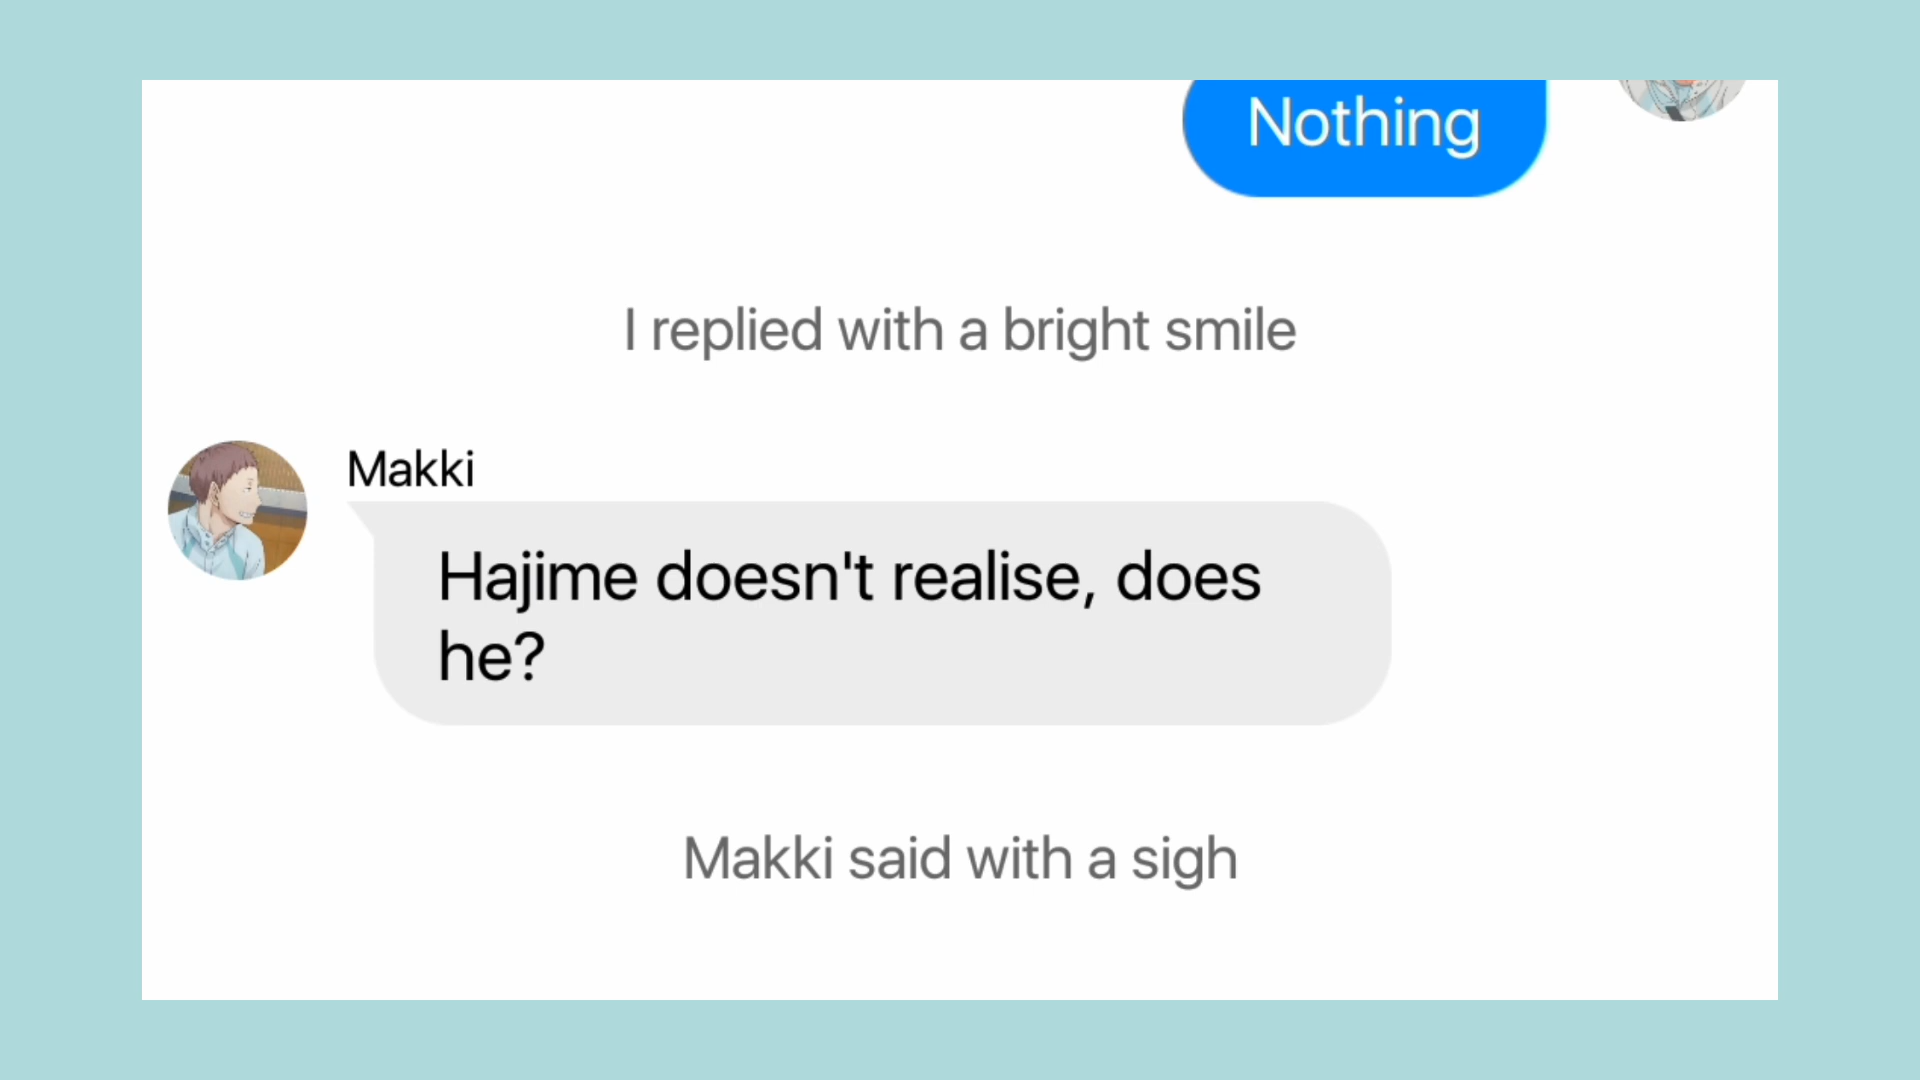 Nothing
I replied with a bright smile
Makki
Hajime doesn't realise, does
he?
Makki said with a sigh